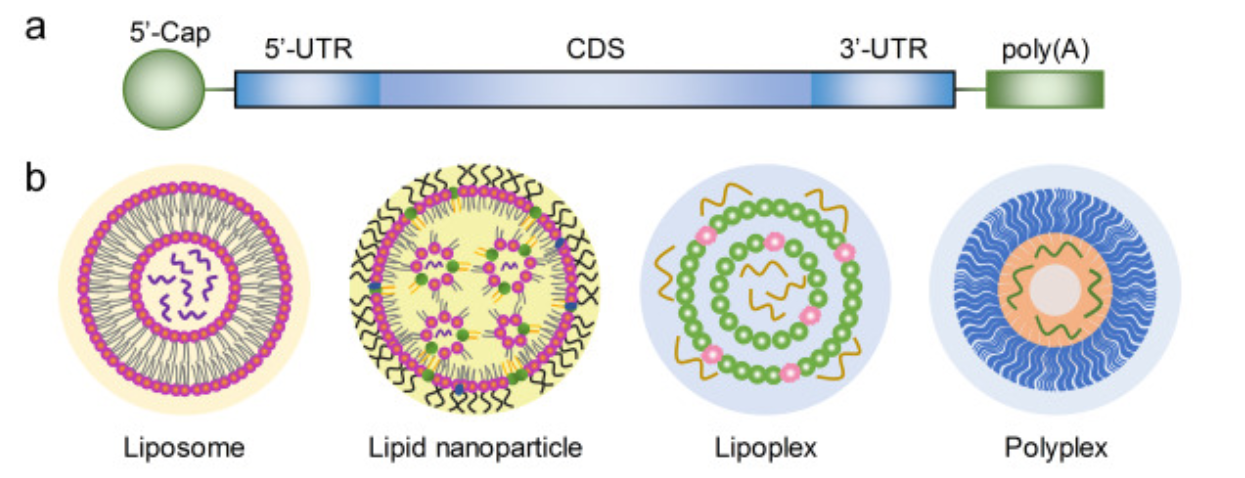 a
5'-Cap
5'-UTR
CDS
3'-UTR
poly(A)
b
Liposome
Lipid nanoparticle
Lipoplex
Polyplex